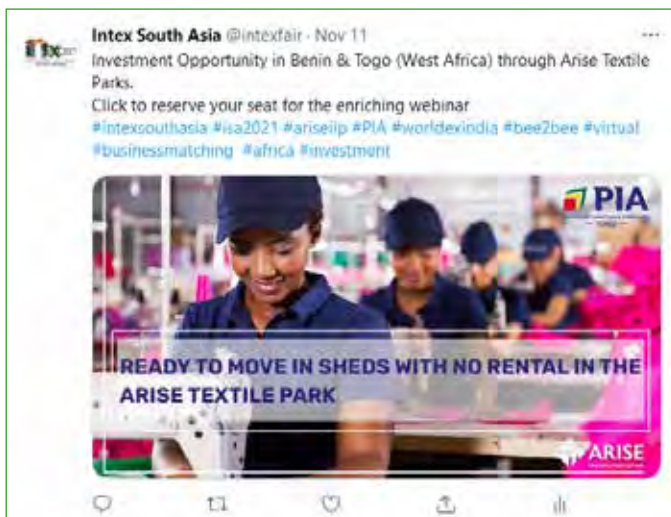 Intex South Asia @intexfair · Nov 11
Investment Opportunity in Benin & Togo (West Africa) through Arise Textile
Parks.
Click to reserve your seat for the enriching webinar
#intexsouthasia #isa2021 #ariseiip #PIA #worldexindia #bee2bee #virtual
#businessmatching #africa #investment
PIA
READY TO MOVE IN SHEDS WITH NO RENTAL IN THE
ARISE TEXTILE PARK
ARISE